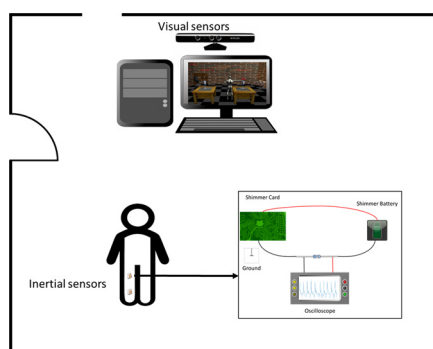 Visual sensors
Shimmer Card
Shimmer Battery
Ground
Inertial sensors
Oscilloscope